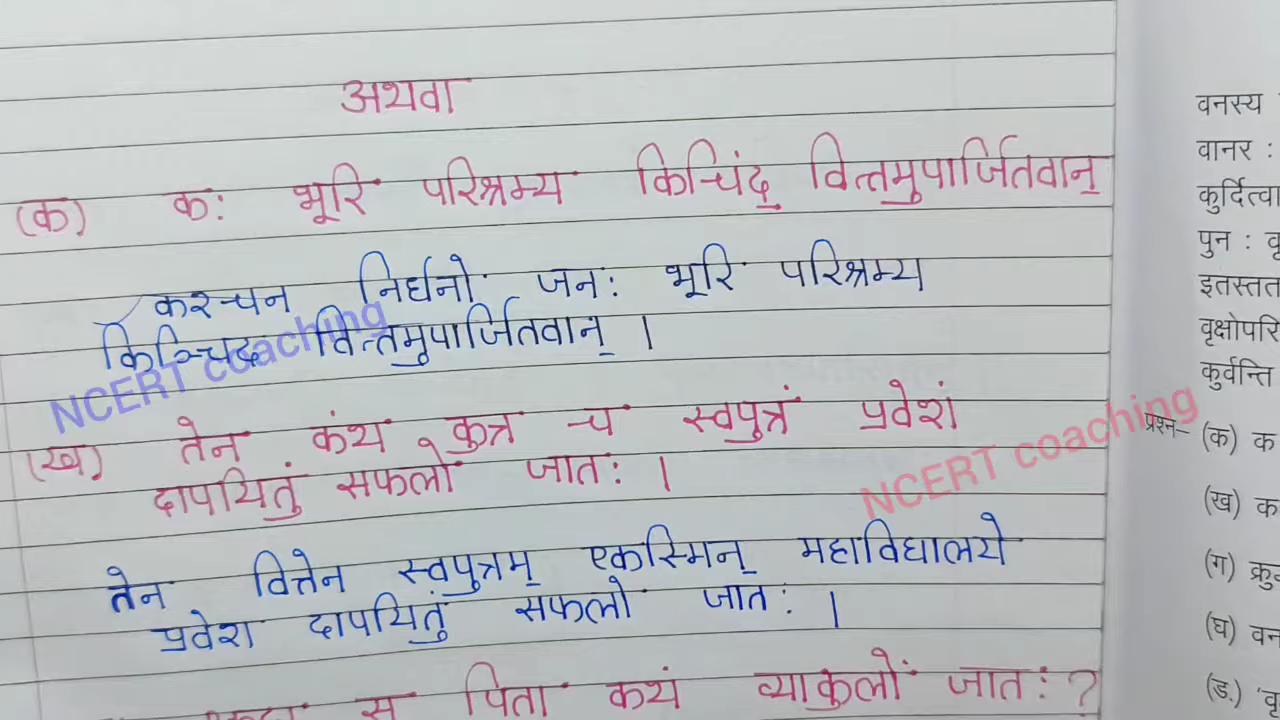 अथवा
(क) कः भूरि परिश्रम्य किंचिद् वित्तमुपार्जितवान्
कश्चन निर्धनो जनः भूरि परिश्रम्य
किञ्चिद वित्तमुपार्जितवान् ।
(ख) तेन कंथ कुत्र च स्वपुत्रं प्रवेशं
दापयितुं सफलो जातः ।
तेन वित्तेन स्वपुत्रम् एकस्मिन् महाविद्यालये
प्रवेश दापयितुं सफलो जातः ।
स पिता कथं व्याकुलो जातः ?
NCERT coaching
NCERT coaching
वनस्य
वानर :
कुर्दित्वा
पुन : वृ
इतस्तत
वृक्षोपरि
कुर्वन्ति
प्रश्न- (क) क
(ख) क
(ग)
(घ) वन
(ड.) 'वृ